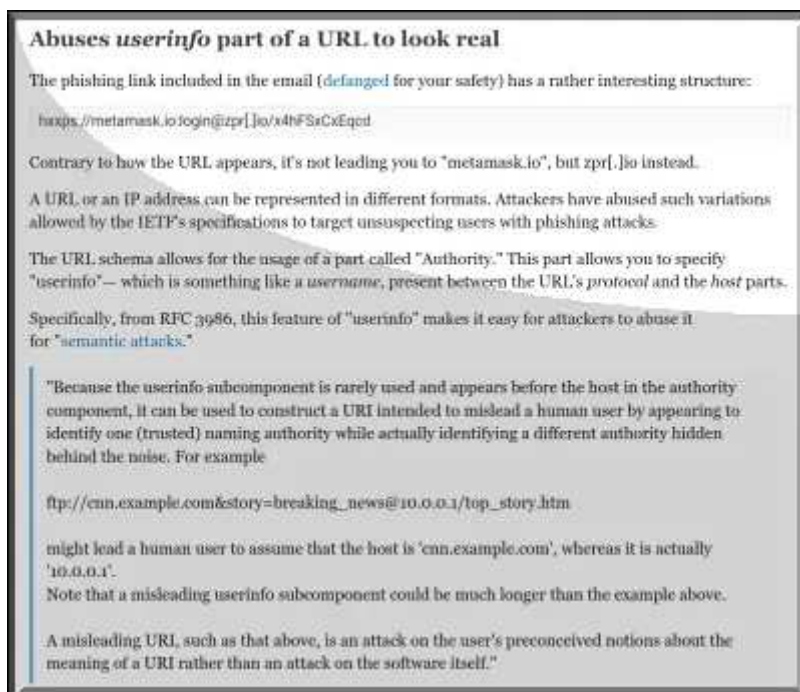 Abuses userinfo part of a URL to look real
The phishing link included in the email (defanged for your safety) has a rather interesting structure:
hxxps://metamask.io:login@zpr[.]io/x4hFSxCxEqcd
Contrary to how the URL appears, it's not leading you to "metamask.io", but zpr[.]io instead.
A URL or an IP address can be represented in different formats. Attackers have abused such variations
allowed by the IETF's specifications to target unsuspecting users with phishing attacks.
The URL schema allows for the usage of a part called "Authority." This part allows you to specify
"userinfo"— which is something like a username, present between the URL's protocol and the host parts.
Specifically, from RFC 3986, this feature of "userinfo" makes it easy for attackers to abuse it
for "semantic attacks."
"Because the userinfo subcomponent is rarely used and appears before the host in the authority
component, it can be used to construct a URI intended to mislead a human user by appearing to
identify one (trusted) naming authority while actually identifying a different authority hidden
behind the noise. For example
ftp://cnn.example.com&story=breaking_news@10.0.0.1/top_story.htm
might lead a human user to assume that the host is 'cnn.example.com', whereas it is actually
'10.0.0.1'.
Note that a misleading userinfo subcomponent could be much longer than the example above.
A misleading URI, such as that above, is an attack on the user's preconceived notions about the
meaning of a URI rather than an attack on the software itself."